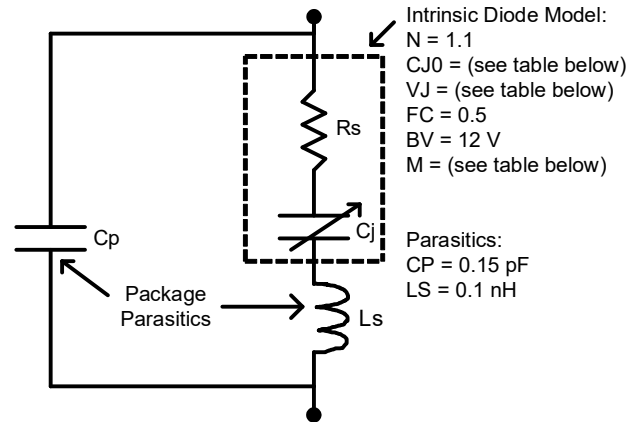 Intrinsic Diode Model:
N = 1.1
CJ0 = (see table below)
VJ = (see table below)
FC = 0.5
BV = 12 V
M = (see table below)
Rs
Cj
Cp
Parasitics:
CP = 0.15 pF
LS = 0.1 nH
Package
Parasitics
Ls